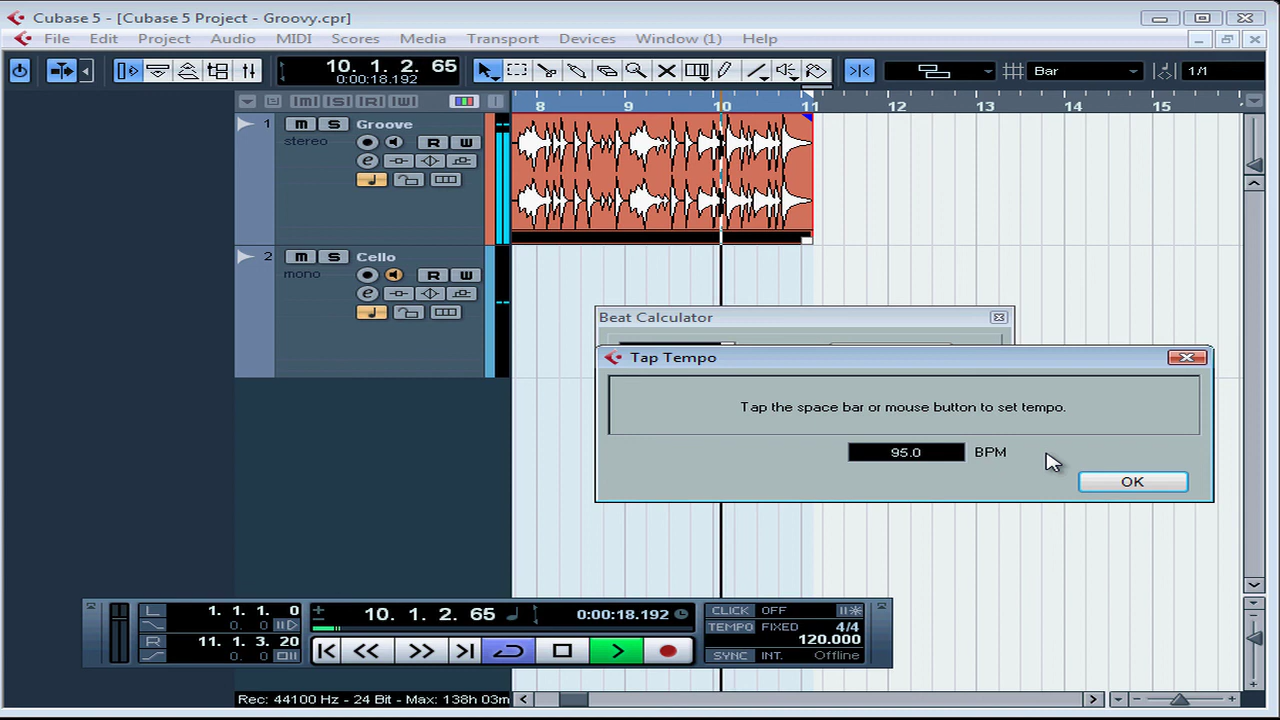 Cubase 5 - [Cubase 5 Project - Groovy.cpr]
File Edit Project Audio MIDI Scores Media Transport Devices Window (1) Help
10. 1. 2. 65
0:00:18.192
Bar
1/1
[M] [S] [R] [W]
8 9 10 11 12 13 14 15
1 m S Groove
stereo
R W
e
2 m S Cello
mono
R W
e
Beat Calculator
Tap Tempo
Tap the space bar or mouse button to set tempo.
95.0 BPM
OK
L 1. 1. 1. 0
0. 0
R 11. 1. 3. 20
0. 0
10. 1. 2. 65 0:00:18.192
CLICK OFF
TEMPO FIXED 4/4
120.000
SYNC INT. Offline
Rec: 44100 Hz - 24 Bit - Max: 138h 03m